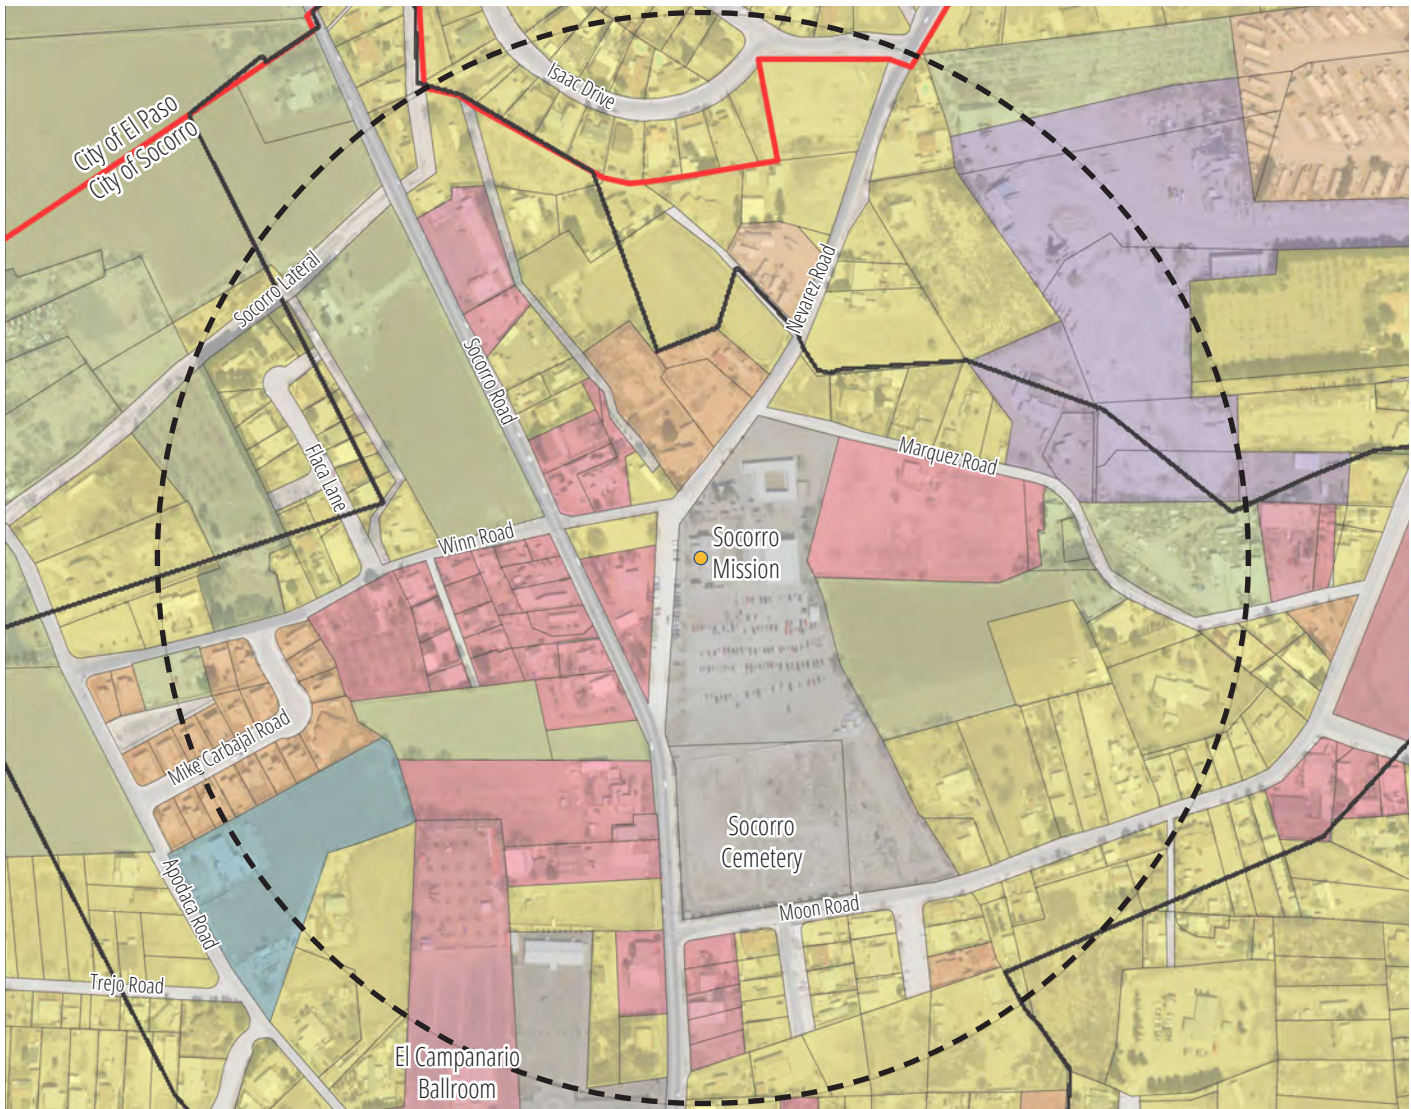 Isaac Drive
City of El Paso
City of Socorro
Socorro Lateral
Nevarez Road
Socorro Road
Marquez Road
Flaca Lane
Winn Road
Socorro
Mission
Mike Carbajal Road
Socorro
Cemetery
Apodaca Road
Moon Road
Trejo Road
El Campanario
Ballroom